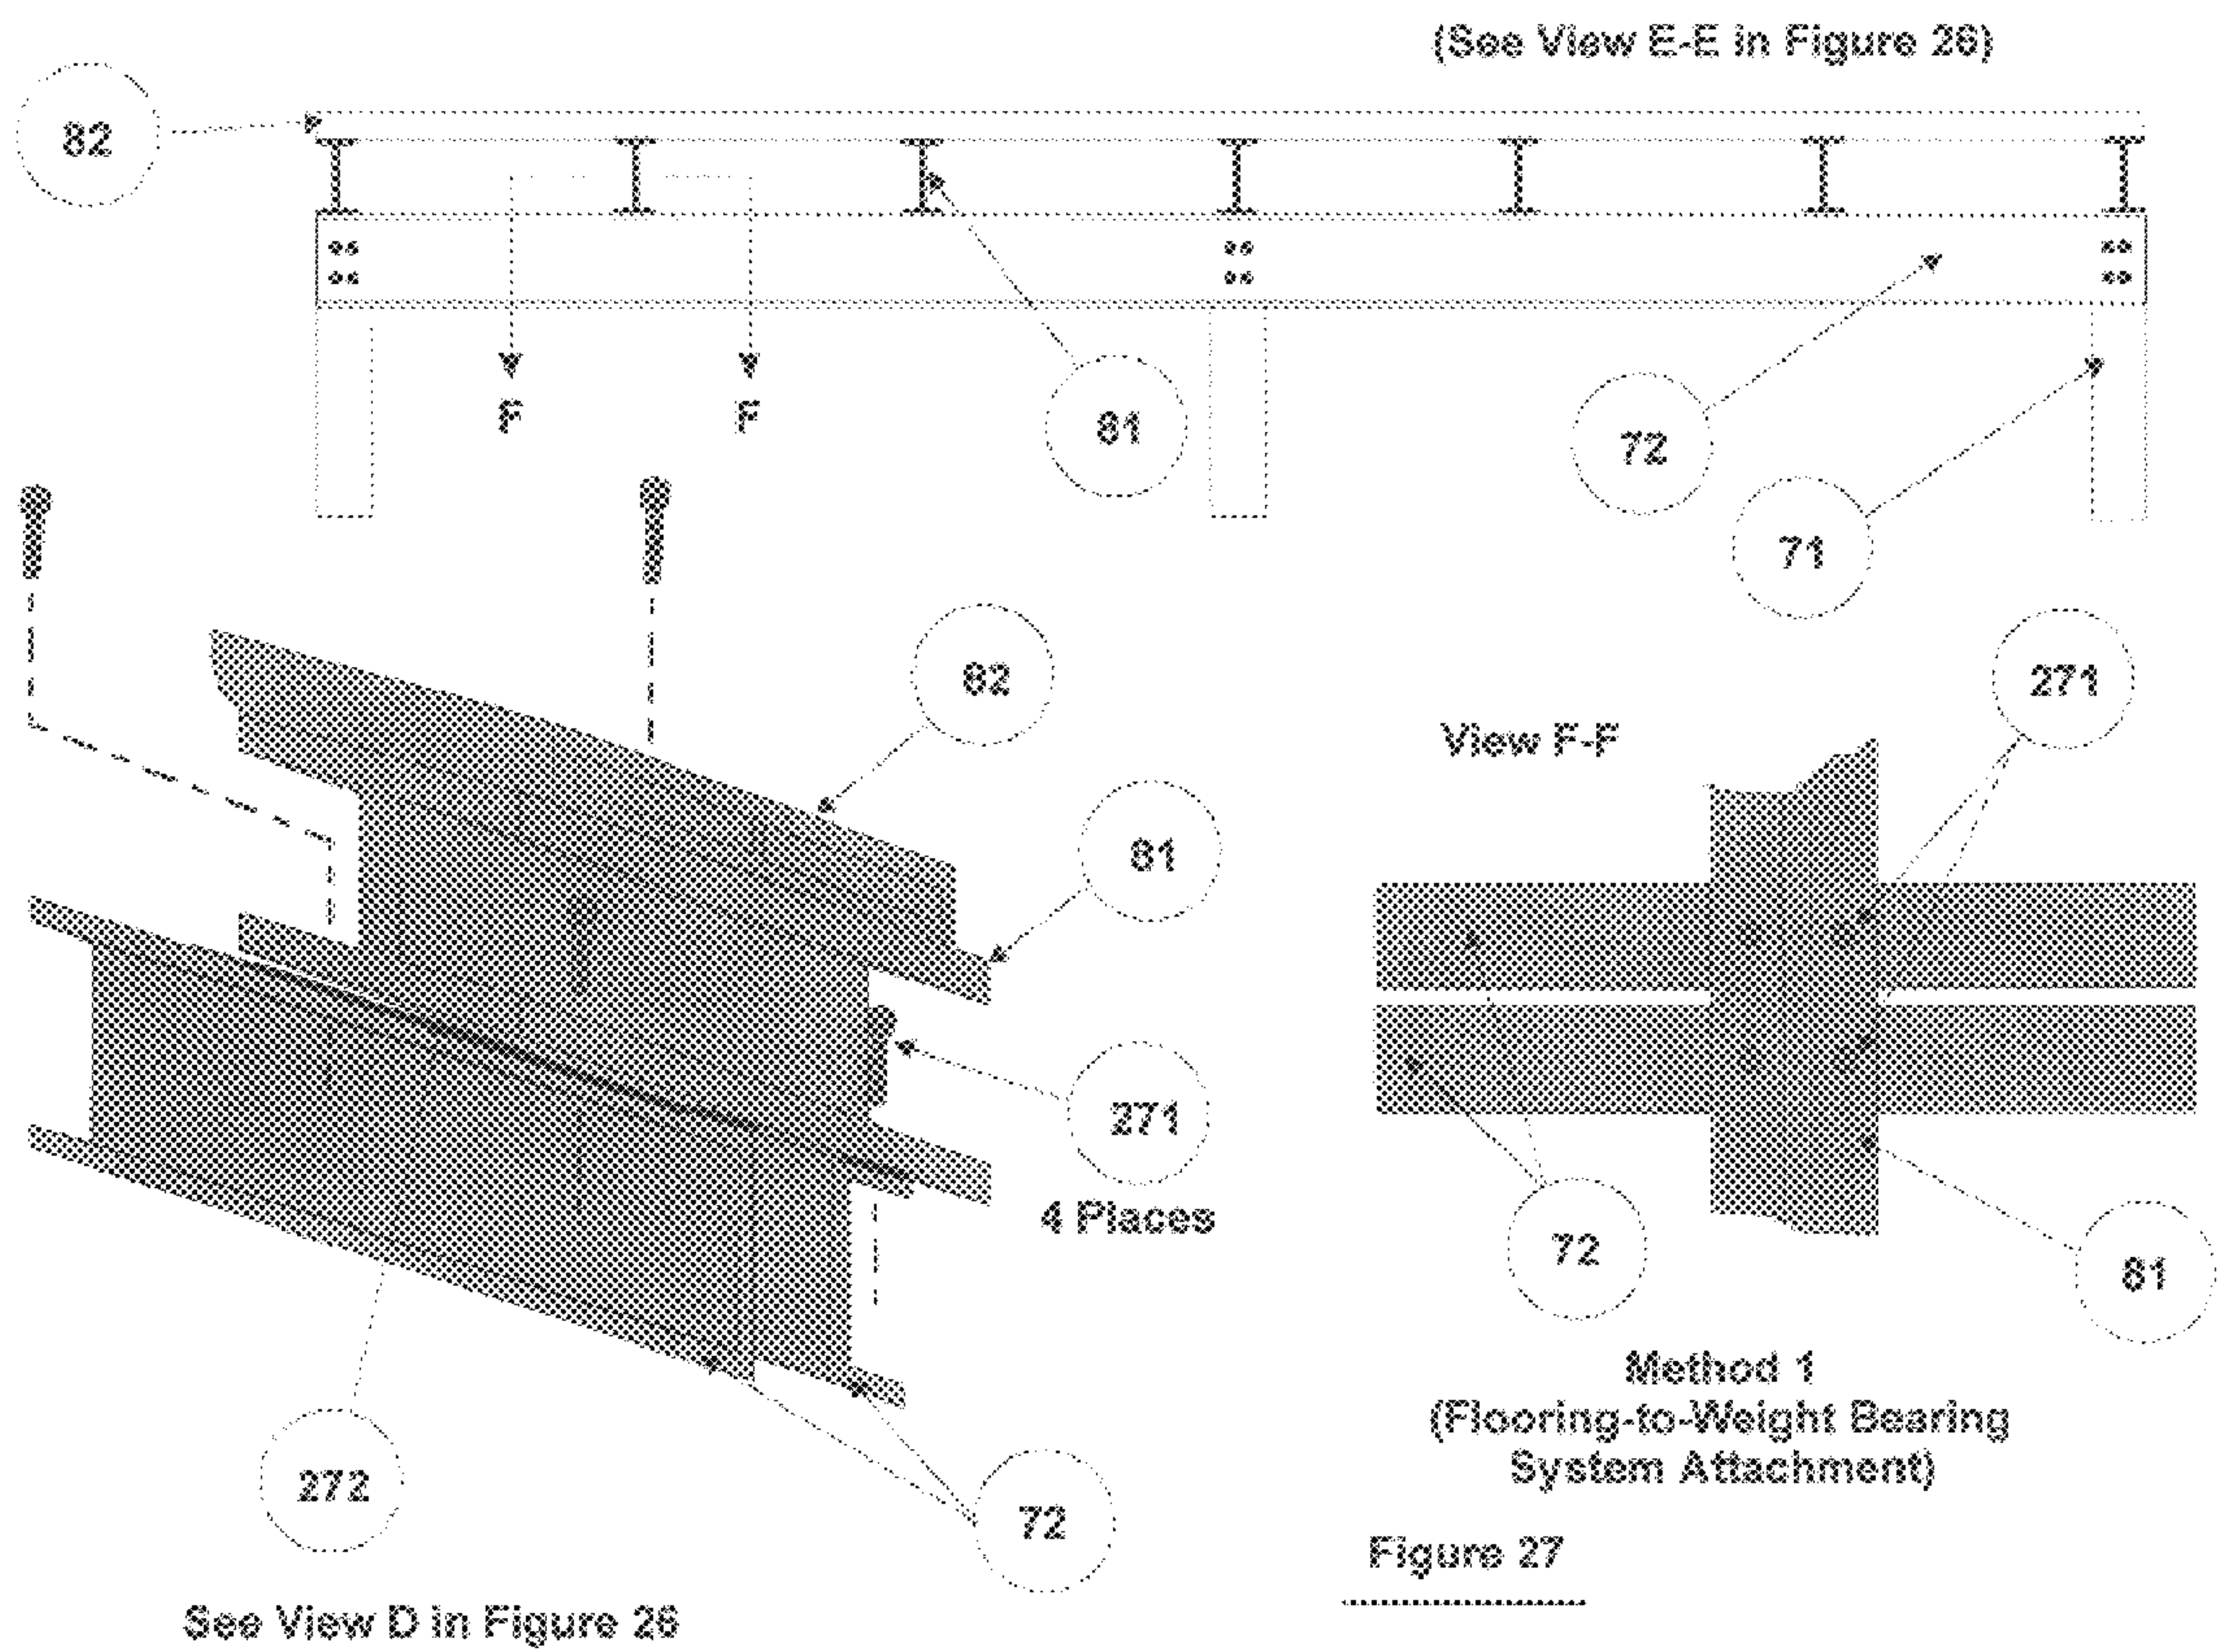 (See View E-E in Figure 26)
82
F
F
81
72
71
82
271
View F-F
81
271
4 Places
72
81
Method 1
(Flooring-to-Weight Bearing
System Attachment)
272
72
Figure 27
See View D in Figure 26